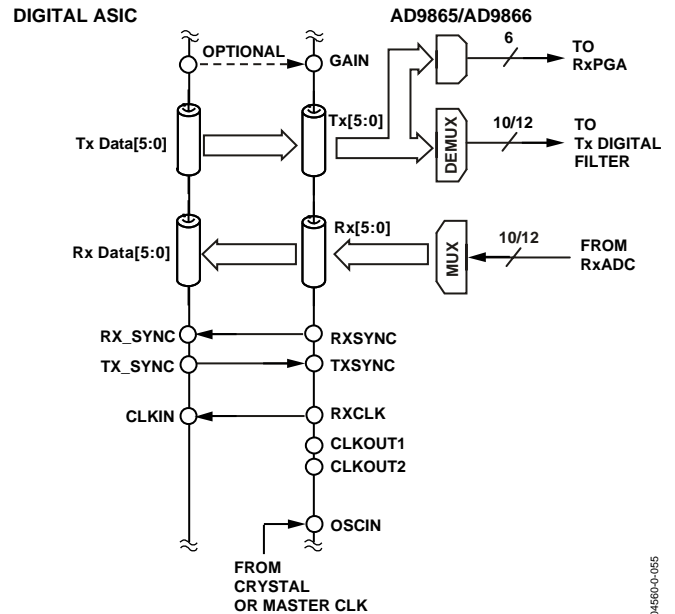 DIGITAL ASIC
AD9865/AD9866
OPTIONAL
GAIN
6
TO
RxPGA
Tx Data[5:0]
Tx[5:0]
DEMUX
10/12
TO
Tx DIGITAL
FILTER
Rx Data[5:0]
Rx[5:0]
MUX
10/12
FROM
RxADC
RX_SYNC
RXSYNC
TX_SYNC
TXSYNC
CLKIN
RXCLK
CLKOUT1
CLKOUT2
OSCIN
FROM
CRYSTAL
OR MASTER CLK
04560-0-055